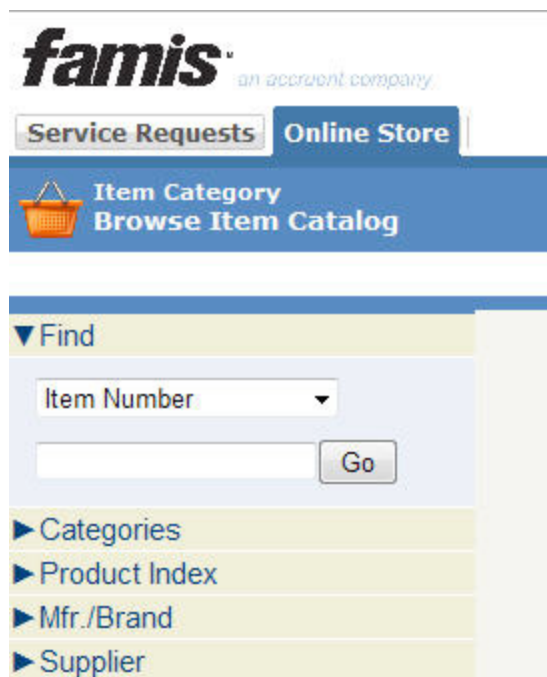 famis
an accruent company
Service Requests Online Store
Item Category
Browse Item Catalog
▼Find
Item Number
Go
►Categories
►Product Index
►Mfr./Brand
►Supplier